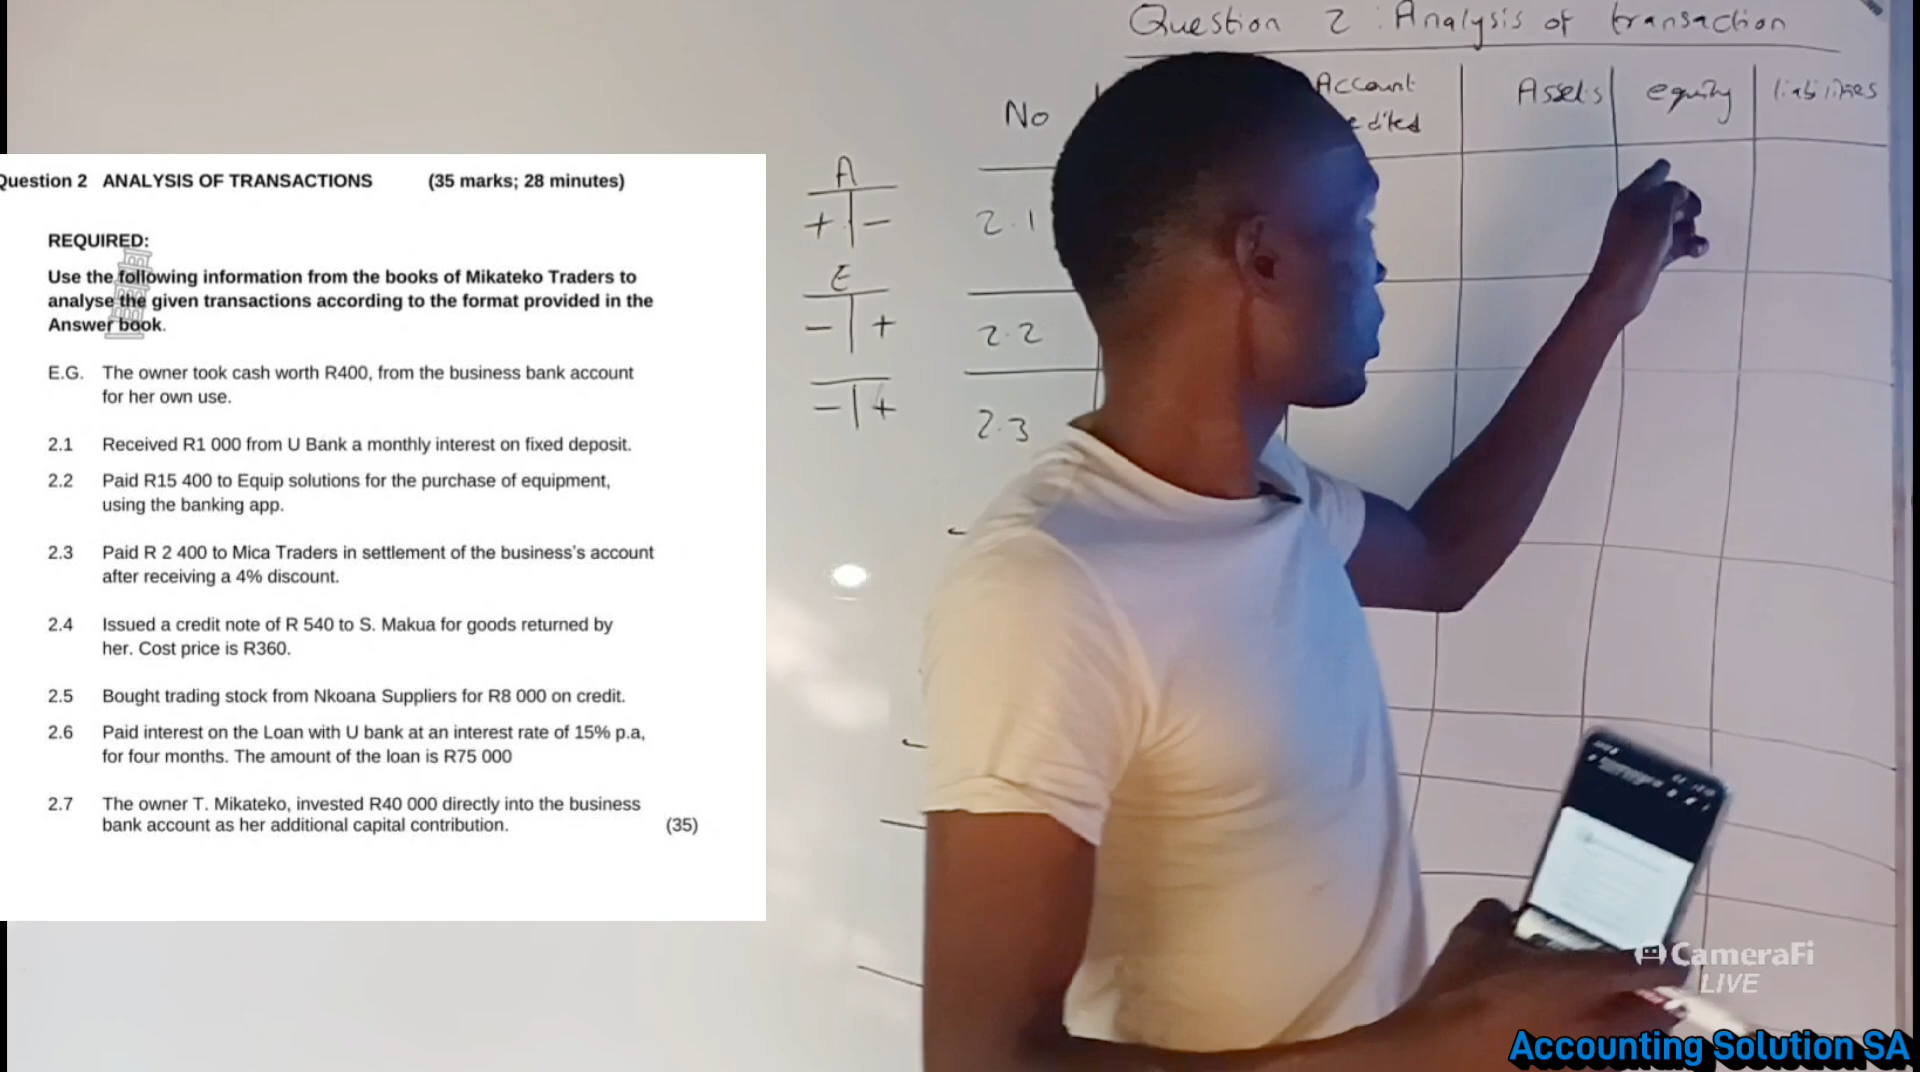 Question 2 ANALYSIS OF TRANSACTIONS (35 marks; 28 minutes)
REQUIRED:
Use the following information from the books of Mikateko Traders to
analyse the given transactions according to the format provided in the
Answer book.
E.G. The owner took cash worth R400, from the business bank account
for her own use.
2.1 Received R1 000 from U Bank a monthly interest on fixed deposit.
2.2 Paid R15 400 to Equip solutions for the purchase of equipment,
using the banking app.
2.3 Paid R 2 400 to Mica Traders in settlement of the business's account
after receiving a 4% discount.
2.4 Issued a credit note of R 540 to S. Makua for goods returned by
her. Cost price is R360.
2.5 Bought trading stock from Nkoana Suppliers for R8 000 on credit.
2.6 Paid interest on the Loan with U bank at an interest rate of 15% p.a,
for four months. The amount of the loan is R75 000
2.7 The owner T. Mikateko, invested R40 000 directly into the business
bank account as her additional capital contribution. (35)
Question 2 : Analysis of transaction
No Account Assets equity liabilities
edited
A
+ -
2.1
E
- +
2.2
- +
2.3
CameraFi
LIVE
Accounting Solution SA